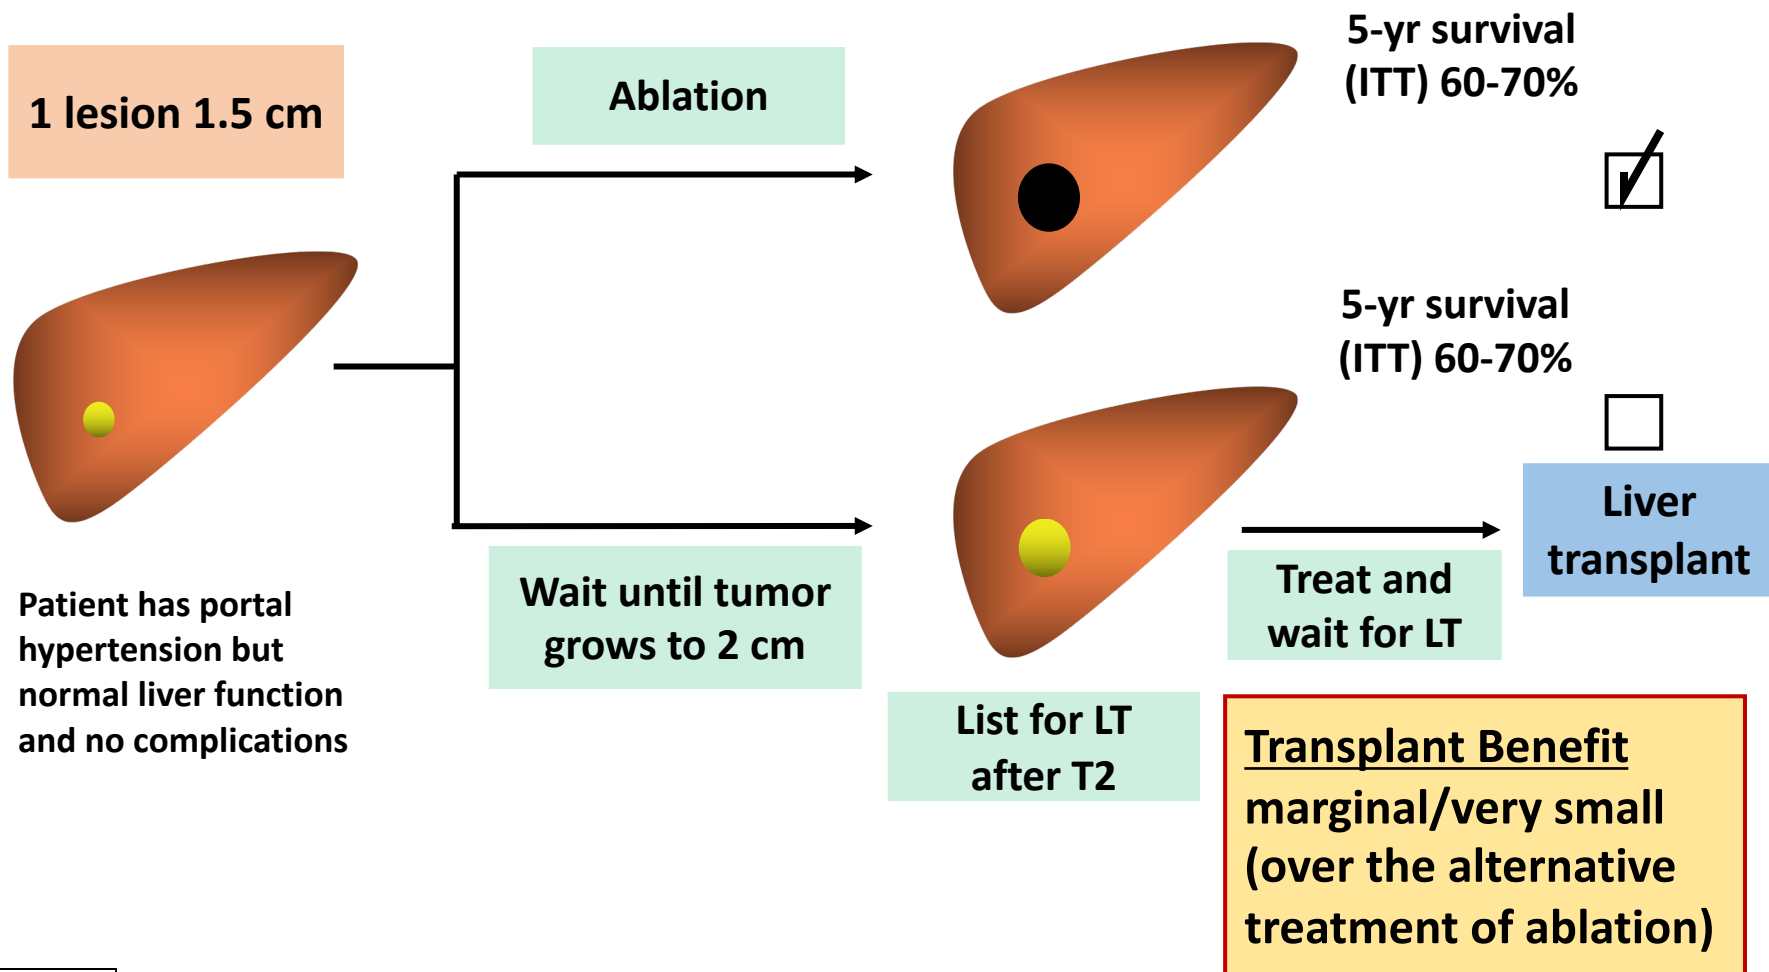 1 lesion 1.5 cm
Ablation
5-yr survival
(ITT) 60-70%
5-yr survival
(ITT) 60-70%
Patient has portal
hypertension but
normal liver function
and no complications
Wait until tumor
grows to 2 cm
List for LT
after T2
Treat and
wait for LT
Liver
transplant
Transplant Benefit
marginal/very small
(over the alternative
treatment of ablation)